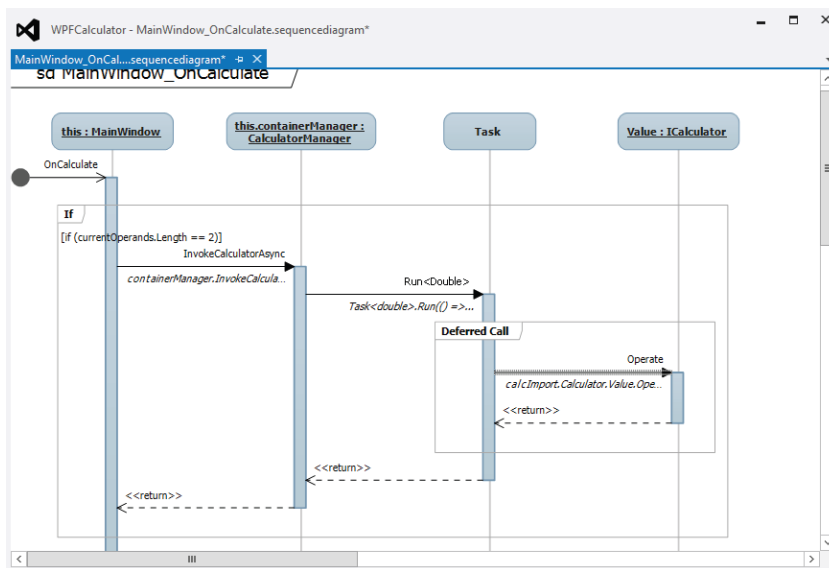 WPFCalculator - MainWindow_OnCalculate.sequencediagram*
MainWindow_OnCal....sequencediagram*
sd MainWindow_OnCalculate
this : MainWindow
this.containerManager :
CalculatorManager
Task
Value : ICalculator
OnCalculate
If
[if (currentOperands.Length == 2)]
InvokeCalculatorAsync
containerManager.InvokeCalcula...
Run<Double>
Task<double>.Run(() =>...
Deferred Call
Operate
calcImport.Calculator.Value.Ope...
<<return>>
<<return>>
<<return>>